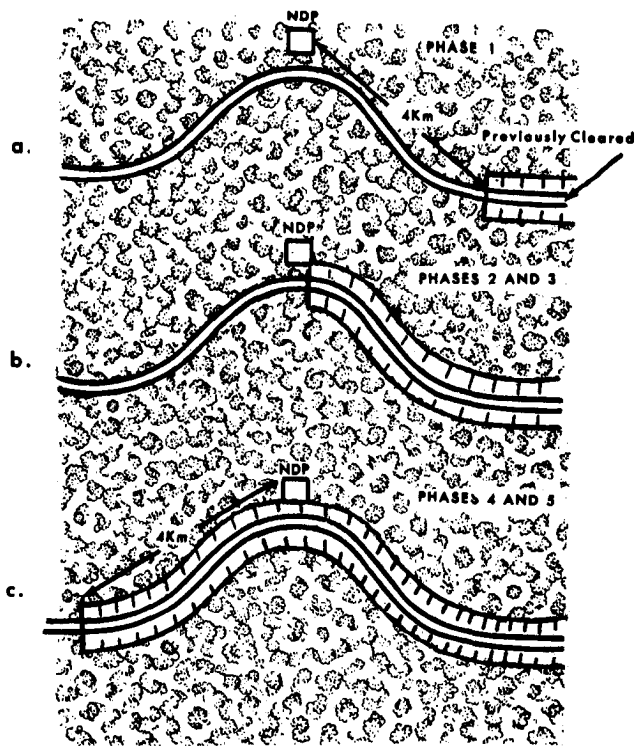 NDP
PHASE 1
4Km
Previously Cleared
a.
NDP
PHASES 2 AND 3
b.
NDP
PHASES 4 AND 5
4Km
c.